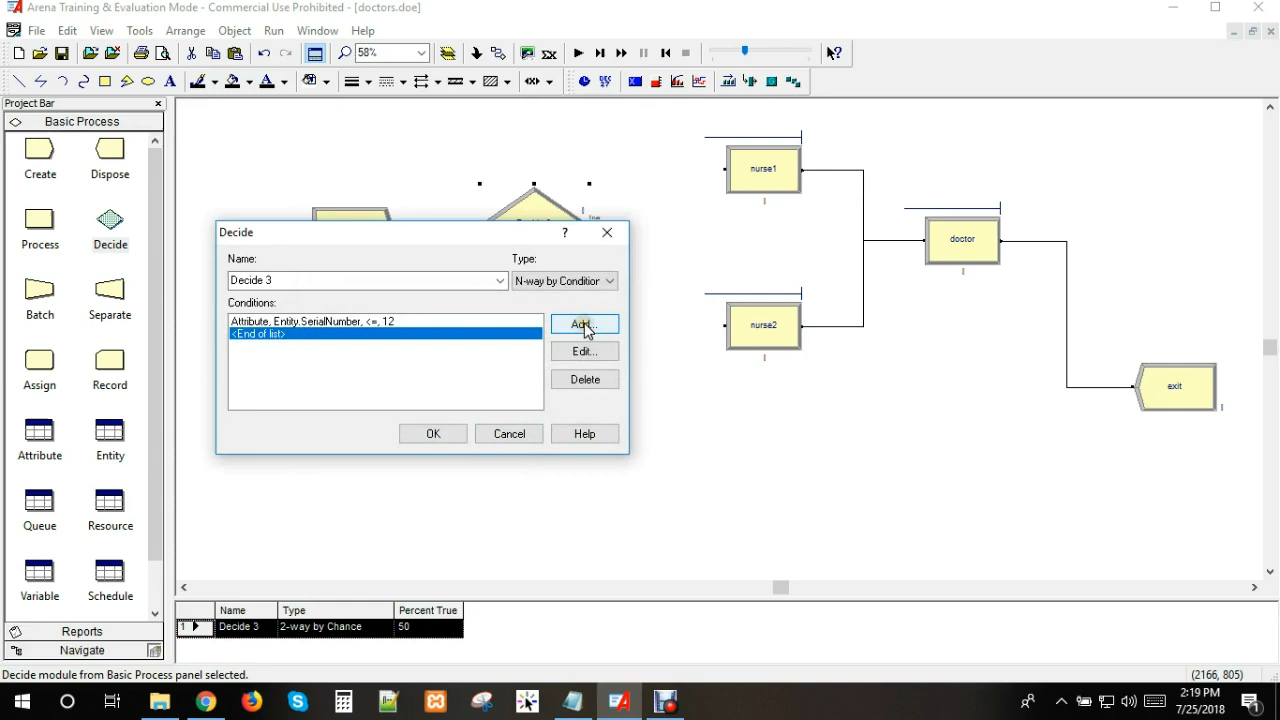 Arena Training & Evaluation Mode - Commercial Use Prohibited - [doctors.doe]
File Edit View Tools Arrange Object Run Window Help
58%
Project Bar
Basic Process
Create
Dispose
Process
Decide
Batch
Separate
Assign
Record
Attribute
Entity
Queue
Resource
Variable
Schedule
Reports
Navigate
nurse1
nurse2
doctor
exit
True
Decide
Name:
Type:
Decide 3
N-way by Condition
Conditions:
Attribute, Entity.SerialNumber, <=, 12
<End of list>
Add...
Edit...
Delete
OK
Cancel
Help
Name Type Percent True
1 Decide 3 2-way by Chance 50
Decide module from Basic Process panel selected.
(2166, 805)
2:19 PM
7/25/2018